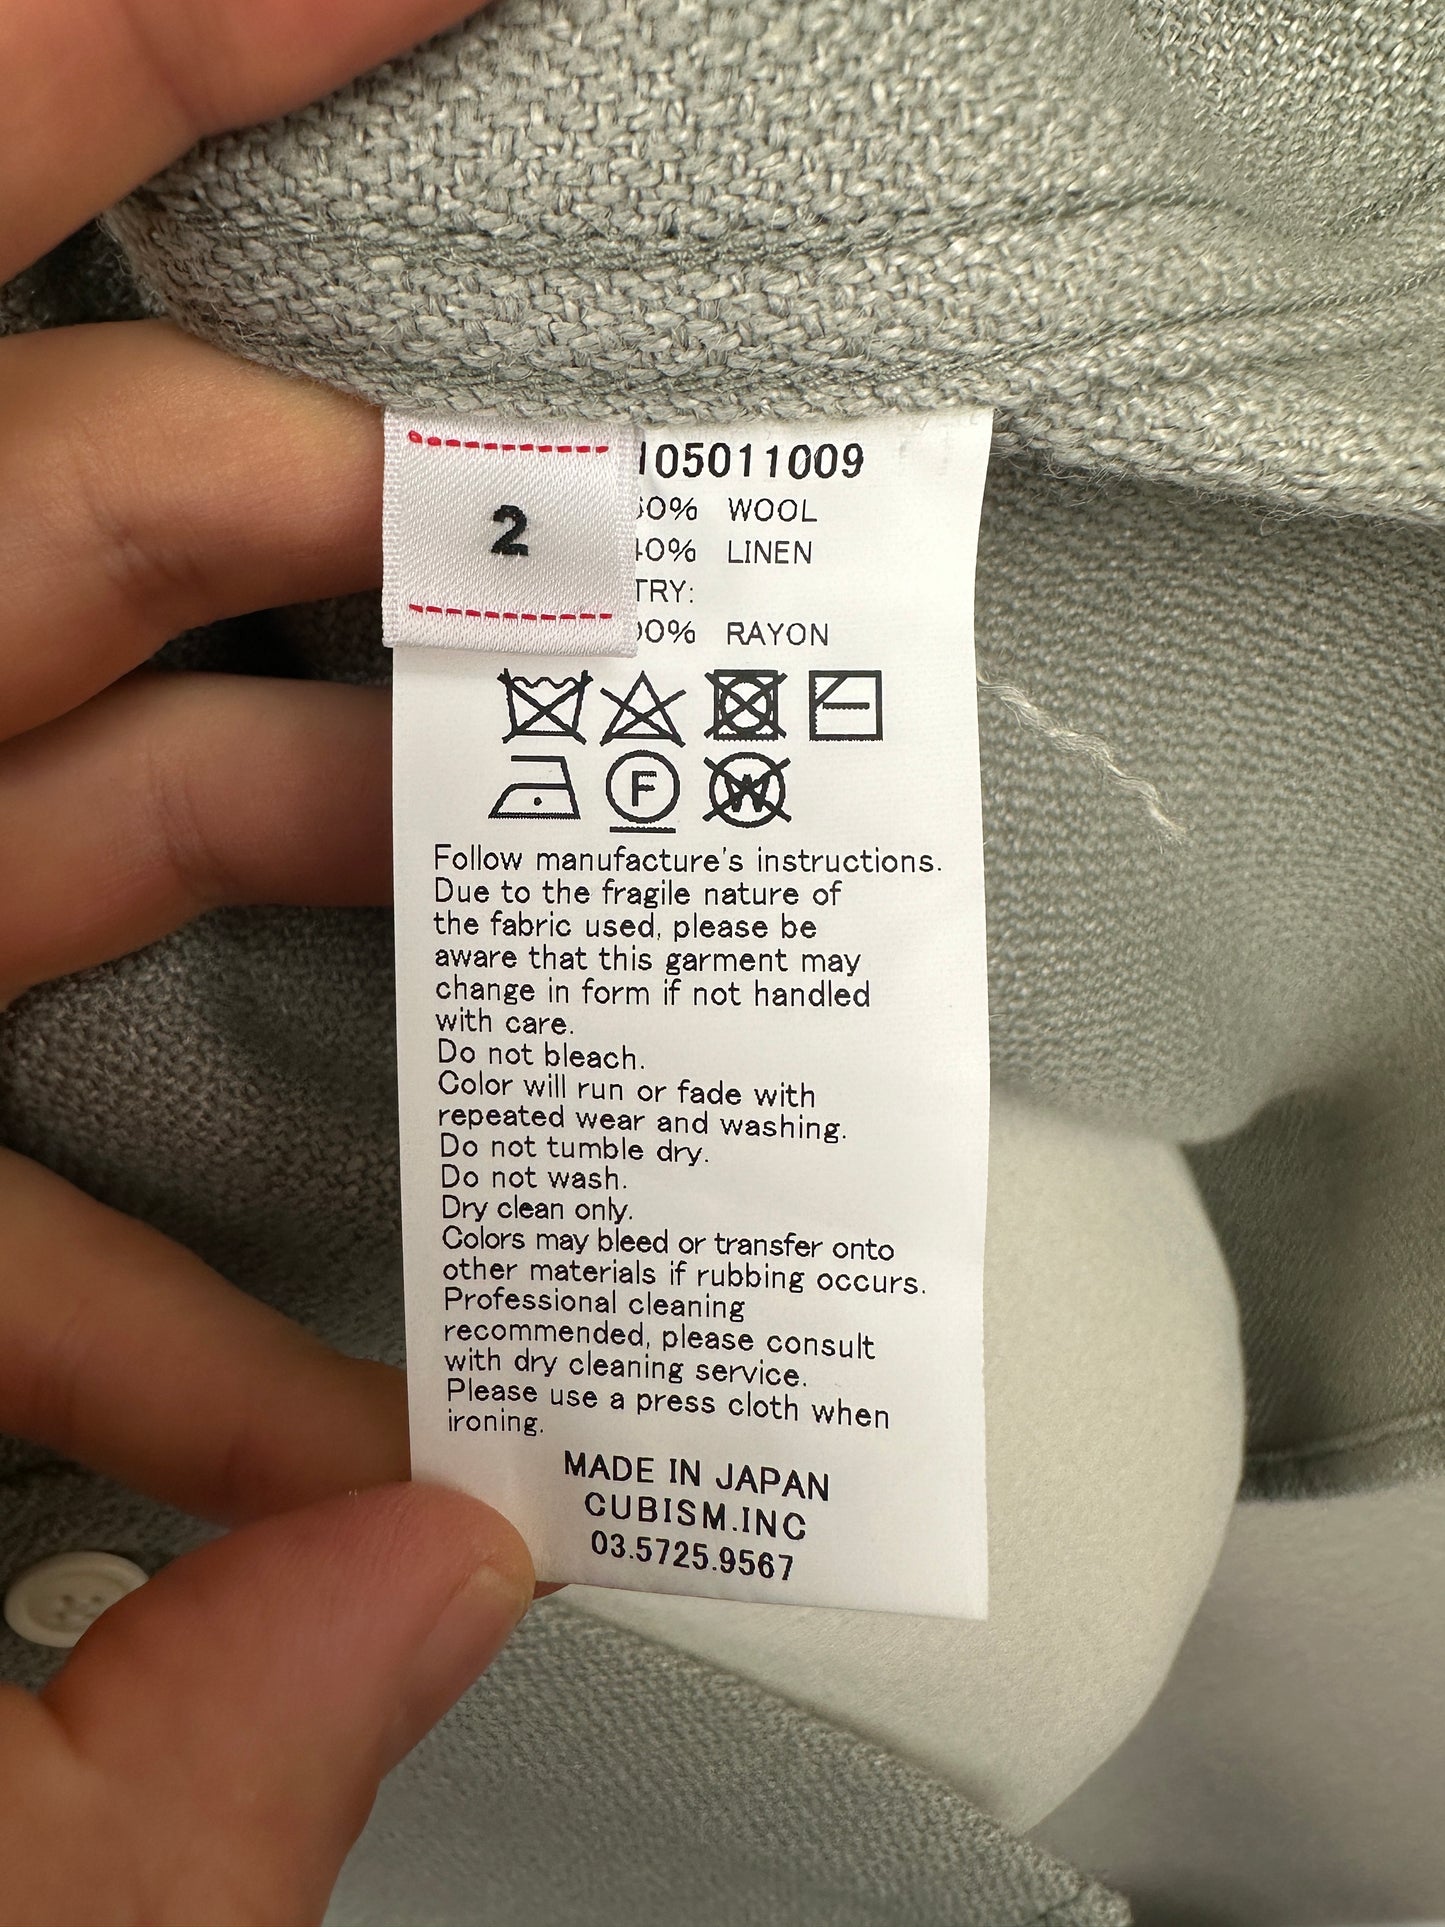 2
105011009
60% WOOL
40% LINEN
TRY:
00% RAYON
F
W
Follow manufacture's instructions.
Due to the fragile nature of
the fabric used, please be
aware that this garment may
change in form if not handled
with care.
Do not bleach.
Color will run or fade with
repeated wear and washing.
Do not tumble dry.
Do not wash.
Dry clean only.
Colors may bleed or transfer onto
other materials if rubbing occurs.
Professional cleaning
recommended, please consult
with dry cleaning service.
Please use a press cloth when
ironing.
MADE IN JAPAN
CUBISM.INC
03.5725.9567